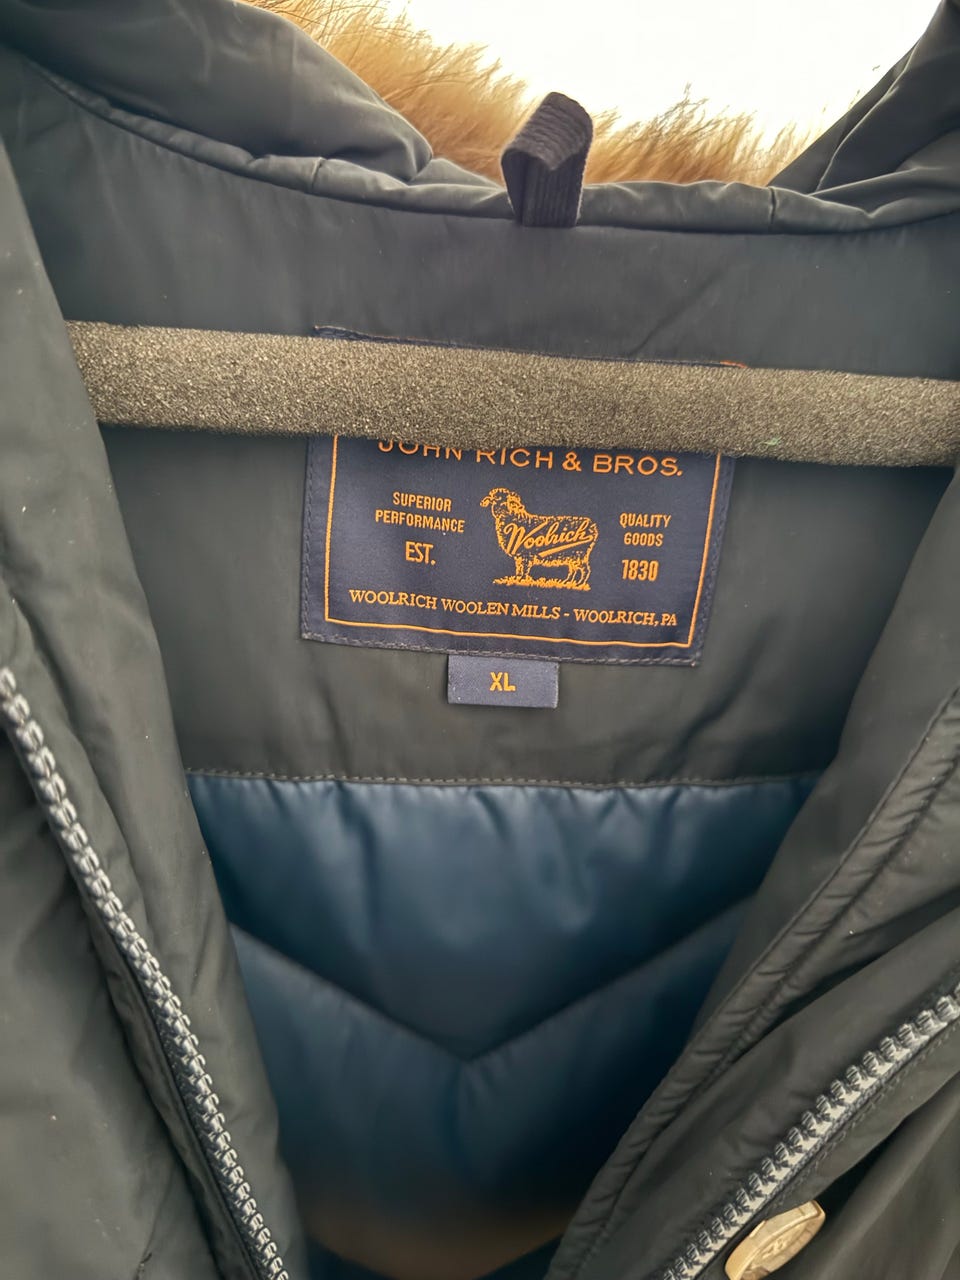 JOHN RICH & BROS.
SUPERIOR
PERFORMANCE
EST.
Woolrich
QUALITY
GOODS
1830
WOOLRICH WOOLEN MILLS - WOOLRICH, PA
XL